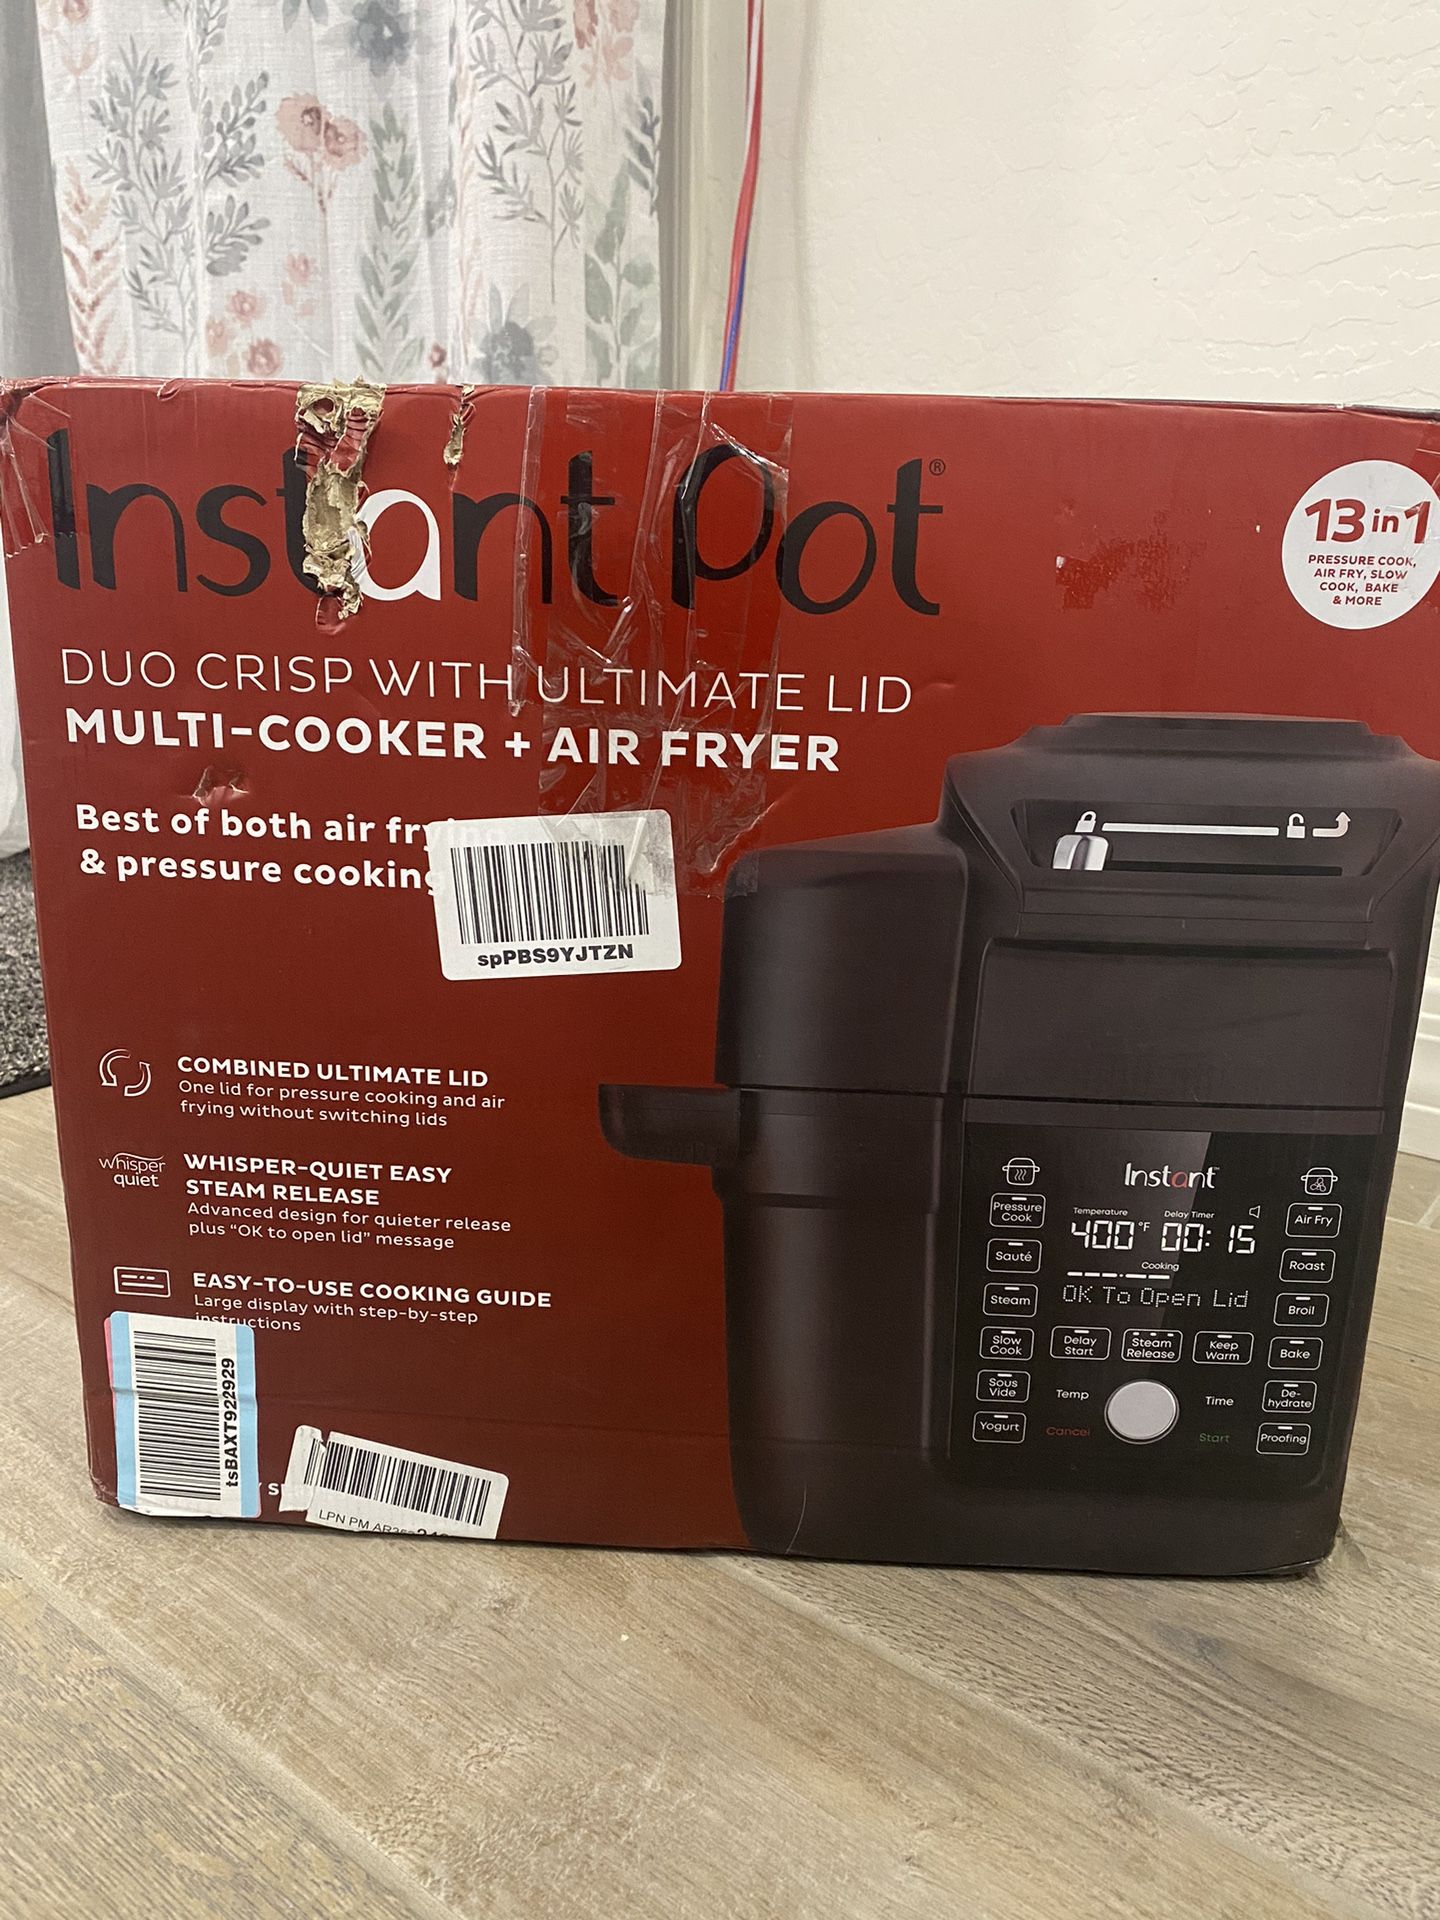 Instant Pot®
13 in 1
PRESSURE COOK,
AIR FRY, SLOW
COOK, BAKE
& MORE
DUO CRISP WITH ULTIMATE LID
MULTI-COOKER + AIR FRYER
Best of both air frying
& pressure cooking
spPBS9YJTZN
COMBINED ULTIMATE LID
One lid for pressure cooking and air
frying without switching lids
whisper
quiet
WHISPER-QUIET EASY
STEAM RELEASE
Advanced design for quieter release
plus "OK to open lid" message
EASY-TO-USE COOKING GUIDE
Large display with step-by-step
instructions
tsBAXT922929
LPN PM
Instant™
Pressure
Cook
Sauté
Steam
Slow
Cook
Sous
Vide
Yogurt
Temperature
Delay Timer
400°F 00:15
Cooking
OK To Open Lid
Delay
Start
Steam
Release
Keep
Warm
Temp
Time
Cancel
Start
Air Fry
Roast
Broil
Bake
De-
hydrate
Proofing